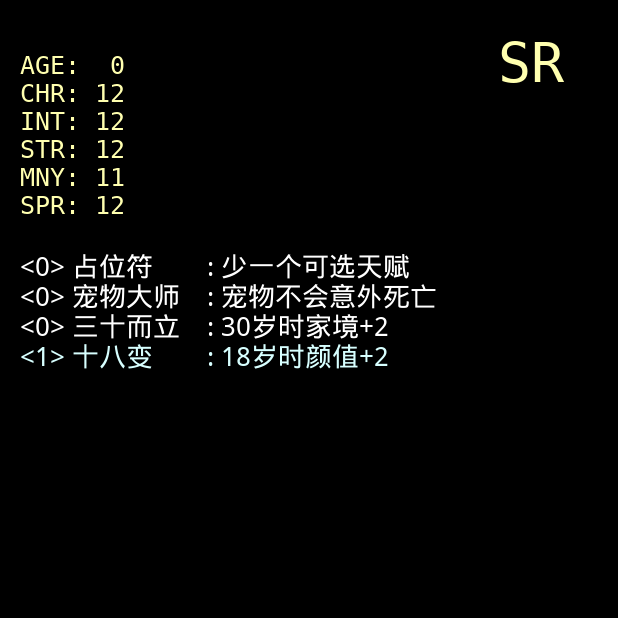 SR
AGE: 0
CHR: 12
INT: 12
STR: 12
MNY: 11
SPR: 12
<0> 占位符 : 少一个可选天赋
<0> 宠物大师 : 宠物不会意外死亡
<0> 三十而立 : 30岁时家境+2
<1> 十八变 : 18岁时颜值+2